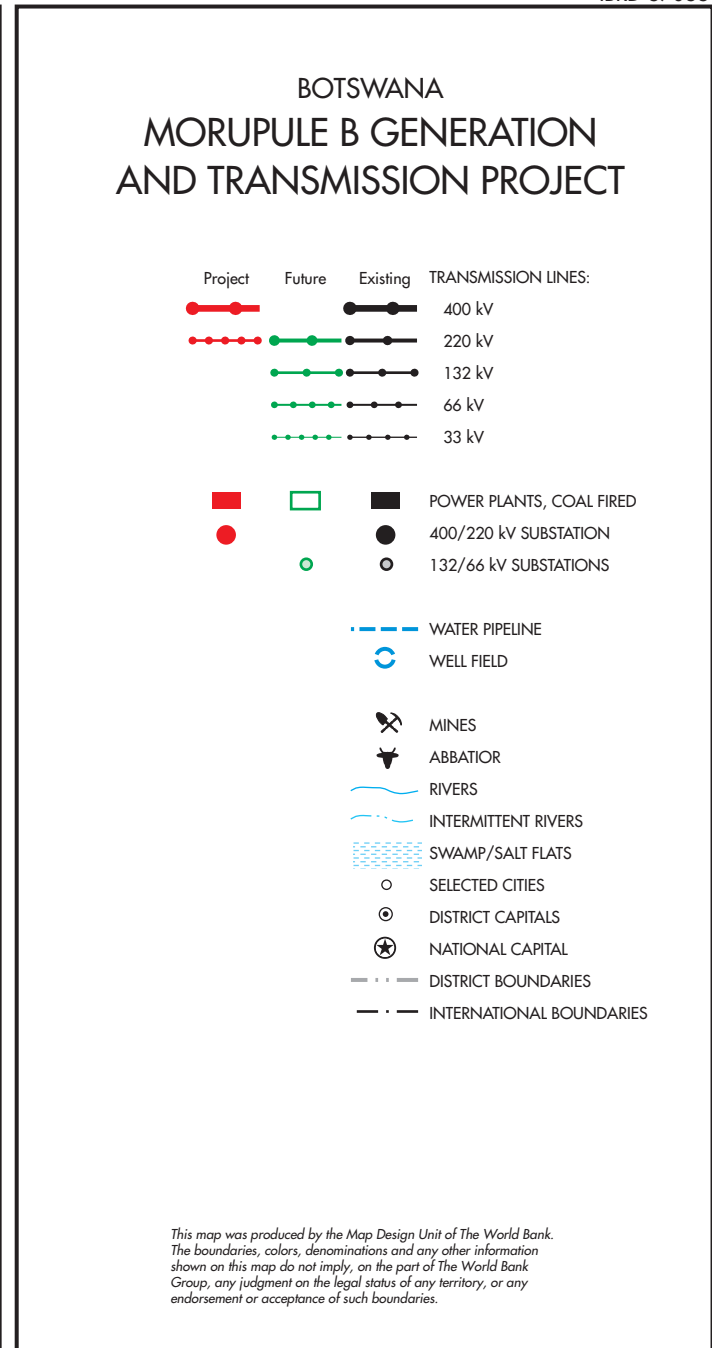 BOTSWANA
MORUPULE B GENERATION
AND TRANSMISSION PROJECT
Project Future Existing TRANSMISSION LINES:
400 kV
220 kV
132 kV
66 kV
33 kV
POWER PLANTS, COAL FIRED
400/220 kV SUBSTATION
132/66 kV SUBSTATIONS
WATER PIPELINE
WELL FIELD
MINES
ABBATIOR
RIVERS
INTERMITTENT RIVERS
SWAMP/SALT FLATS
SELECTED CITIES
DISTRICT CAPITALS
NATIONAL CAPITAL
DISTRICT BOUNDARIES
INTERNATIONAL BOUNDARIES
This map was produced by the Map Design Unit of The World Bank.
The boundaries, colors, denominations and any other information
shown on this map do not imply, on the part of The World Bank
Group, any judgment on the legal status of any territory, or any
endorsement or acceptance of such boundaries.